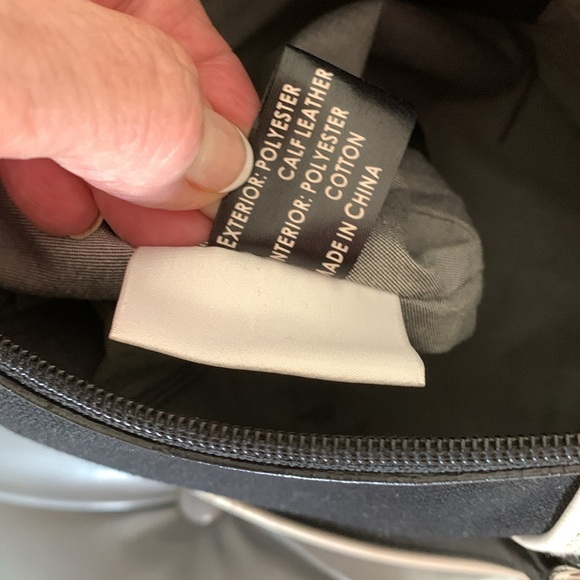 EXTERIOR: POLYESTER
CALF LEATHER
INTERIOR: POLYESTER
COTTON
MADE IN CHINA